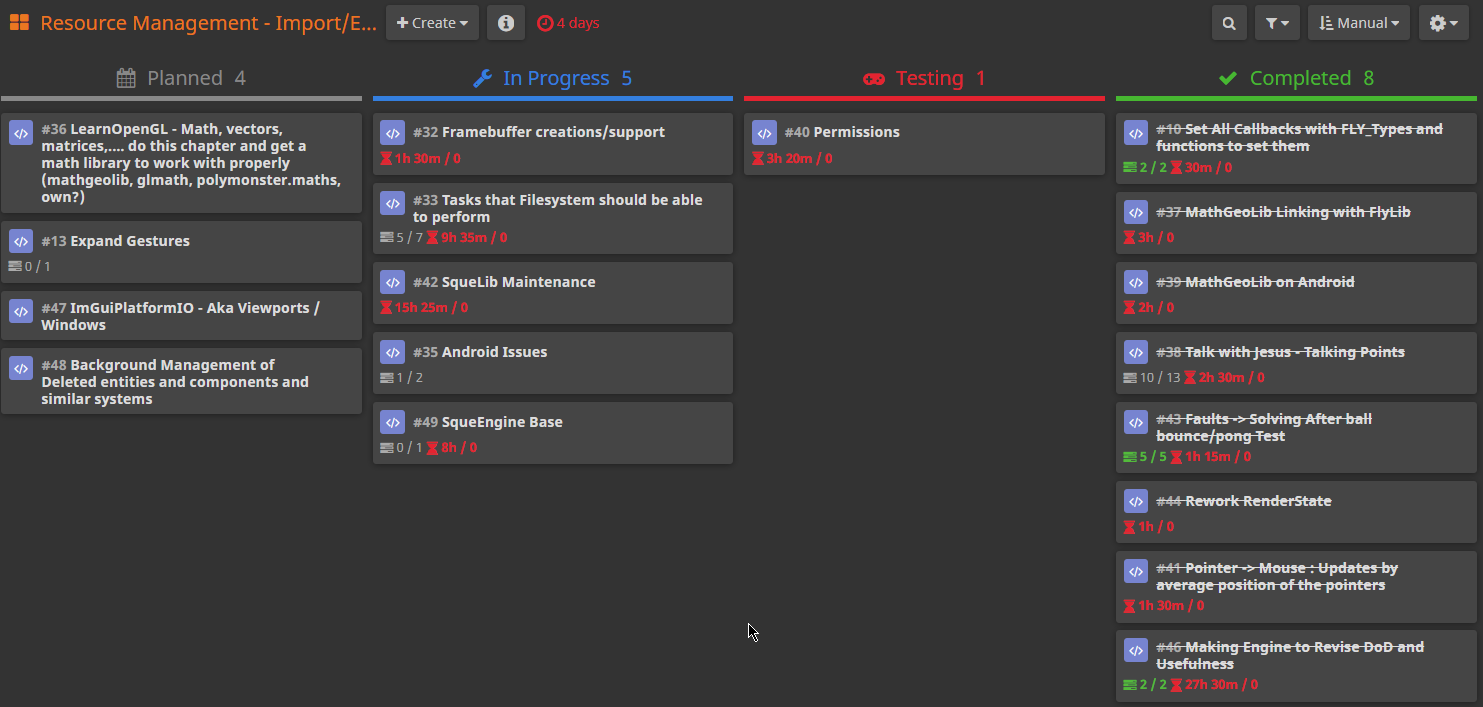 Resource Management - Import/E...
Create
4 days
Manual
Planned 4
#36 LearnOpenGL - Math, vectors,
matrices,.... do this chapter and get a
math library to work with properly
(mathgeolib, glmath, polymonster.maths,
own?)
#13 Expand Gestures
0 / 1
#47 ImGuiPlatformIO - Aka Viewports /
Windows
#48 Background Management of
Deleted entities and components and
similar systems
In Progress 5
#32 Framebuffer creations/support
1h 30m / 0
#33 Tasks that Filesystem should be able
to perform
5 / 7 9h 35m / 0
#42 SqueLib Maintenance
15h 25m / 0
#35 Android Issues
1 / 2
#49 SqueEngine Base
0 / 1 8h / 0
Testing 1
#40 Permissions
3h 20m / 0
Completed 8
#10 Set All Callbacks with FLY_Types and
functions to set them
2 / 2 30m / 0
#37 MathGeoLib Linking with FlyLib
3h / 0
#39 MathGeoLib on Android
2h / 0
#38 Talk with Jesus - Talking Points
10 / 13 2h 30m / 0
#43 Faults -> Solving After ball
bounce/pong Test
5 / 5 1h 15m / 0
#44 Rework RenderState
1h / 0
#41 Pointer -> Mouse : Updates by
average position of the pointers
1h 30m / 0
#46 Making Engine to Revise DoD and
Usefulness
2 / 2 27h 30m / 0